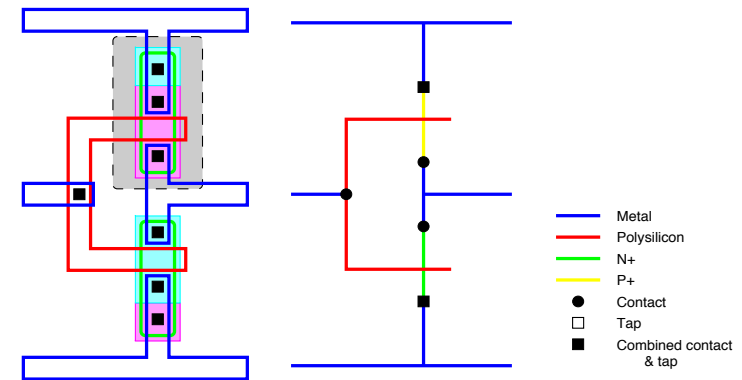 Metal
Polysilicon
N+
P+
Contact
Tap
Combined contact
& tap